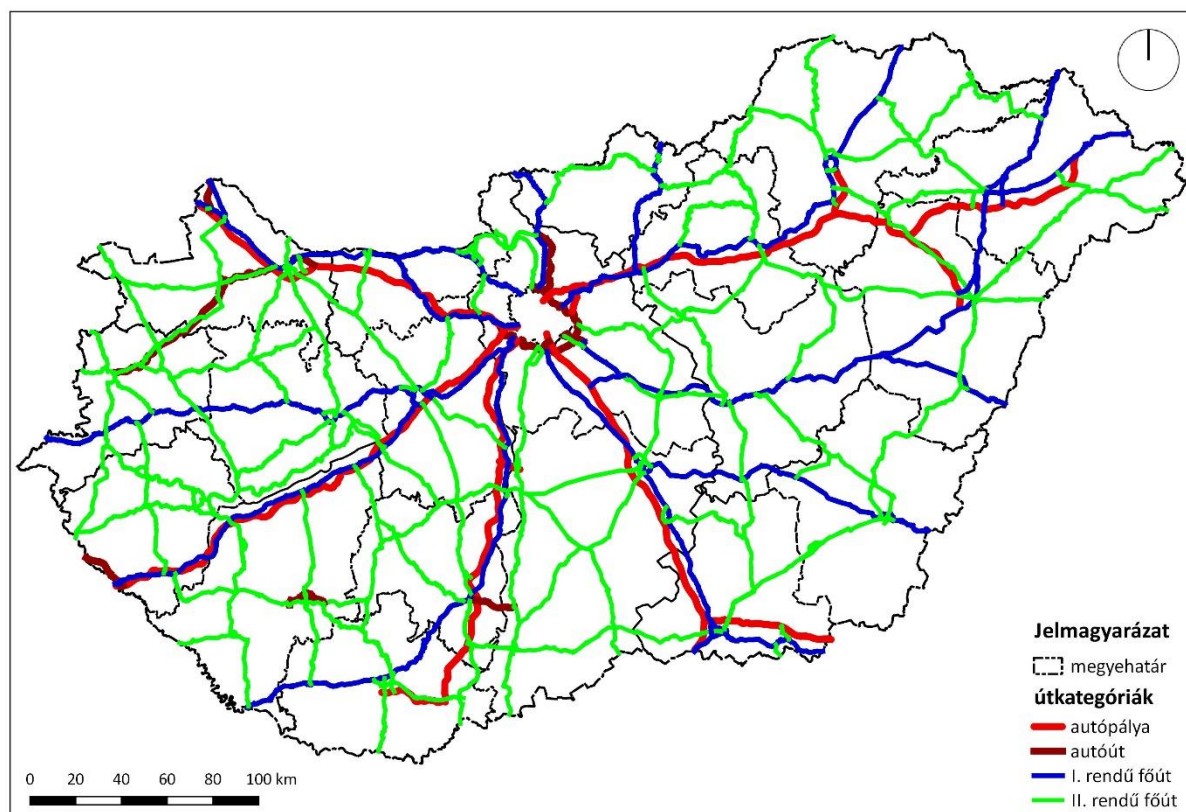 Jelmagyarázat
megyehatár
útkategóriák
autópálya
autóút
I. rendű főút
II. rendű főút
0 20 40 60 80 100 km